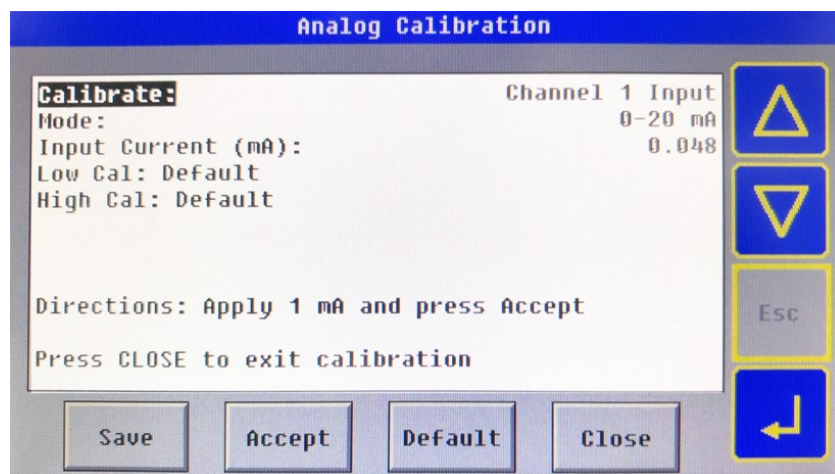 Analog Calibration
Calibrate: Channel 1 Input
Mode: 0-20 mA
Input Current (mA): 0.048
Low Cal: Default
High Cal: Default
Directions: Apply 1 mA and press Accept
Press CLOSE to exit calibration
Esc
Save Accept Default Close